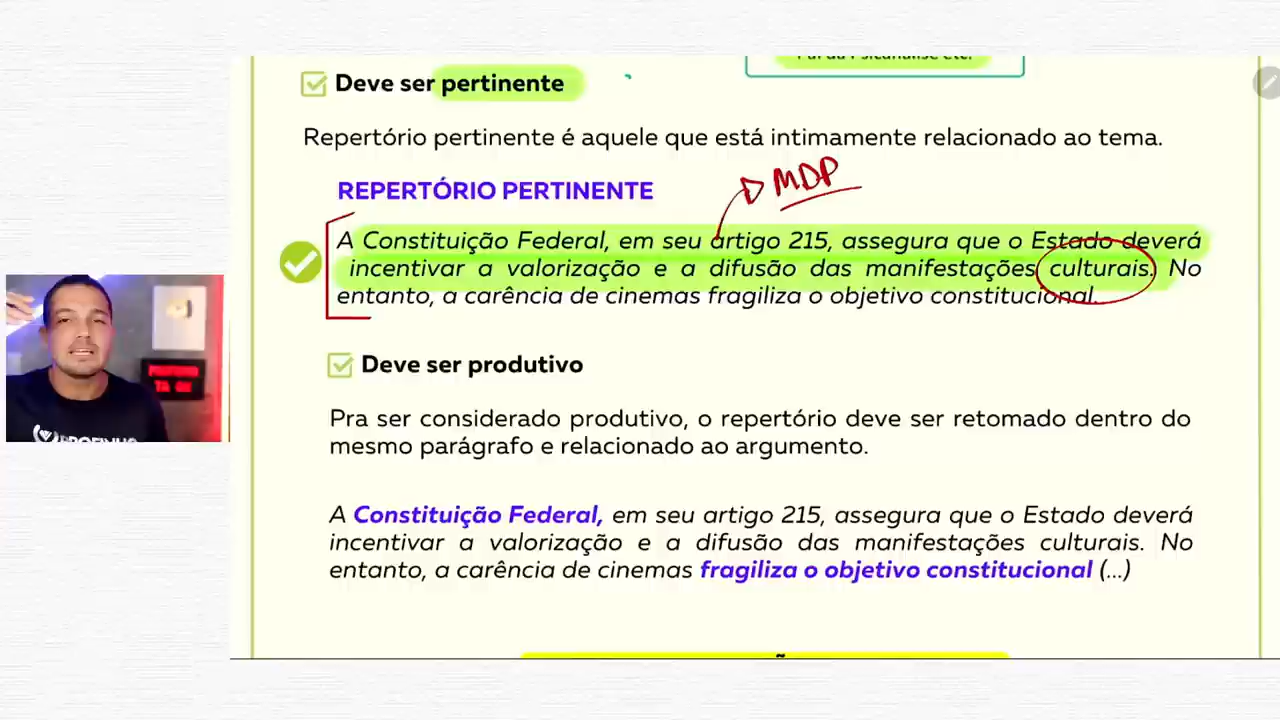 Pai da Psicanálise etc.
Deve ser pertinente
Repertório pertinente é aquele que está intimamente relacionado ao tema.
MDP
REPERTÓRIO PERTINENTE
A Constituição Federal, em seu artigo 215, assegura que o Estado deverá
incentivar a valorização e a difusão das manifestações culturais. No
entanto, a carência de cinemas fragiliza o objetivo constitucional.
Deve ser produtivo
Pra ser considerado produtivo, o repertório deve ser retomado dentro do
mesmo parágrafo e relacionado ao argumento.
A Constituição Federal, em seu artigo 215, assegura que o Estado deverá
incentivar a valorização e a difusão das manifestações culturais. No
entanto, a carência de cinemas fragiliza o objetivo constitucional (...)